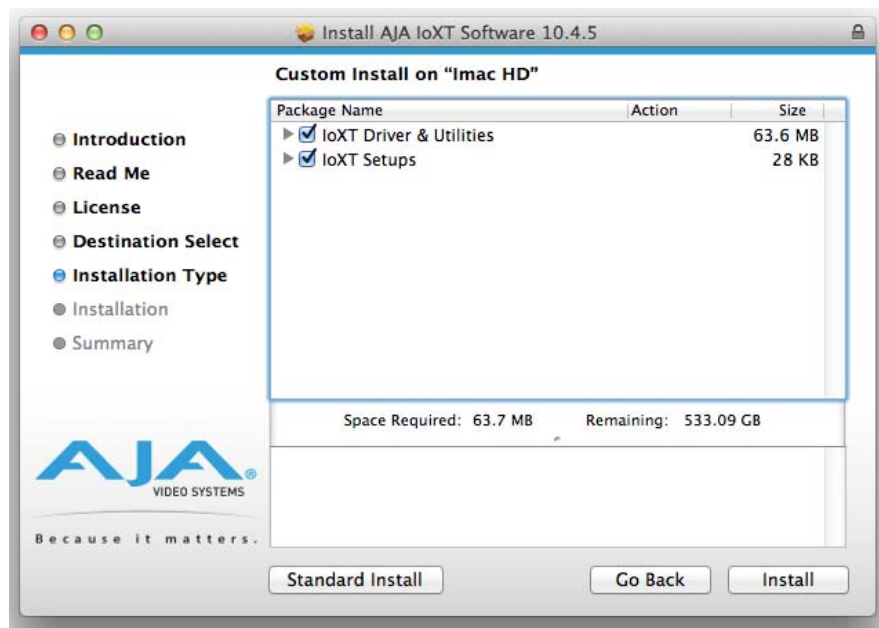 Install AJA IoXT Software 10.4.5
Custom Install on “Imac HD”
Introduction
Read Me
License
Destination Select
Installation Type
Installation
Summary
Package Name Action Size
IoXT Driver & Utilities 63.6 MB
IoXT Setups 28 KB
Space Required: 63.7 MB Remaining: 533.09 GB
AJA®
VIDEO SYSTEMS
Because it matters.
Standard Install Go Back Install